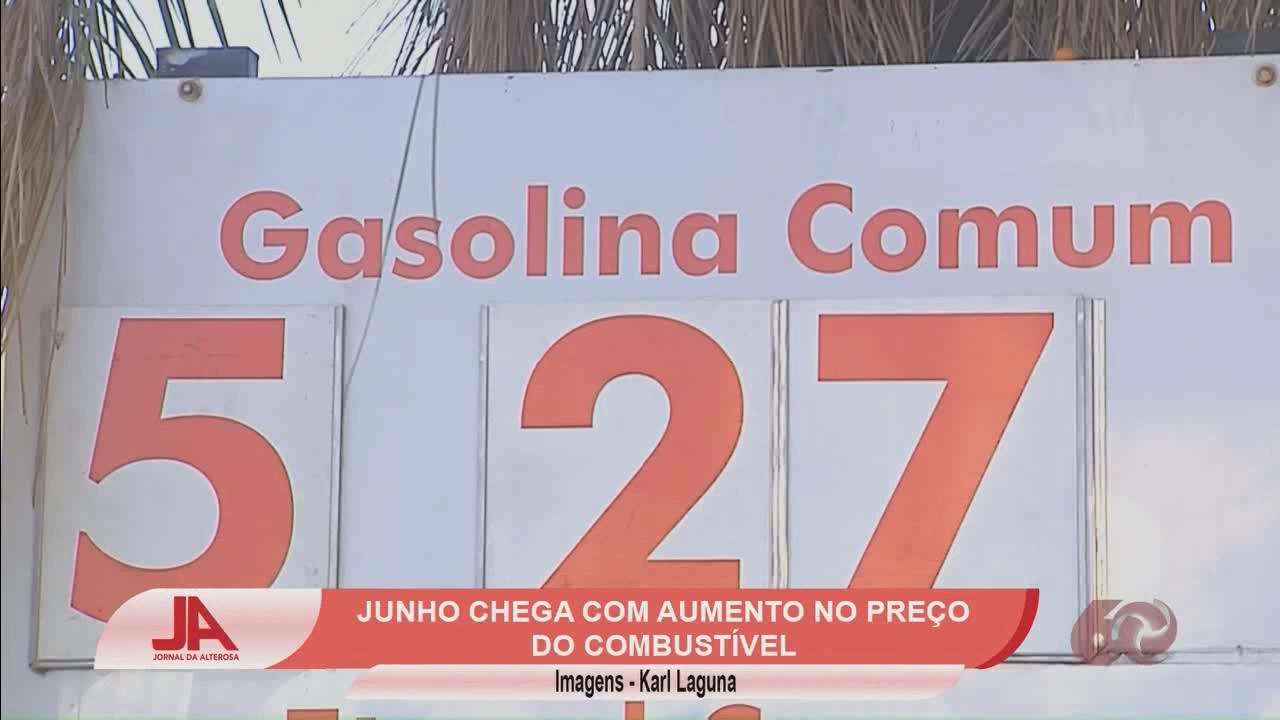 Gasolina Comum
5 27
JA
JORNAL DA ALTEROSA
JUNHO CHEGA COM AUMENTO NO PREÇO
DO COMBUSTÍVEL
Imagens - Karl Laguna